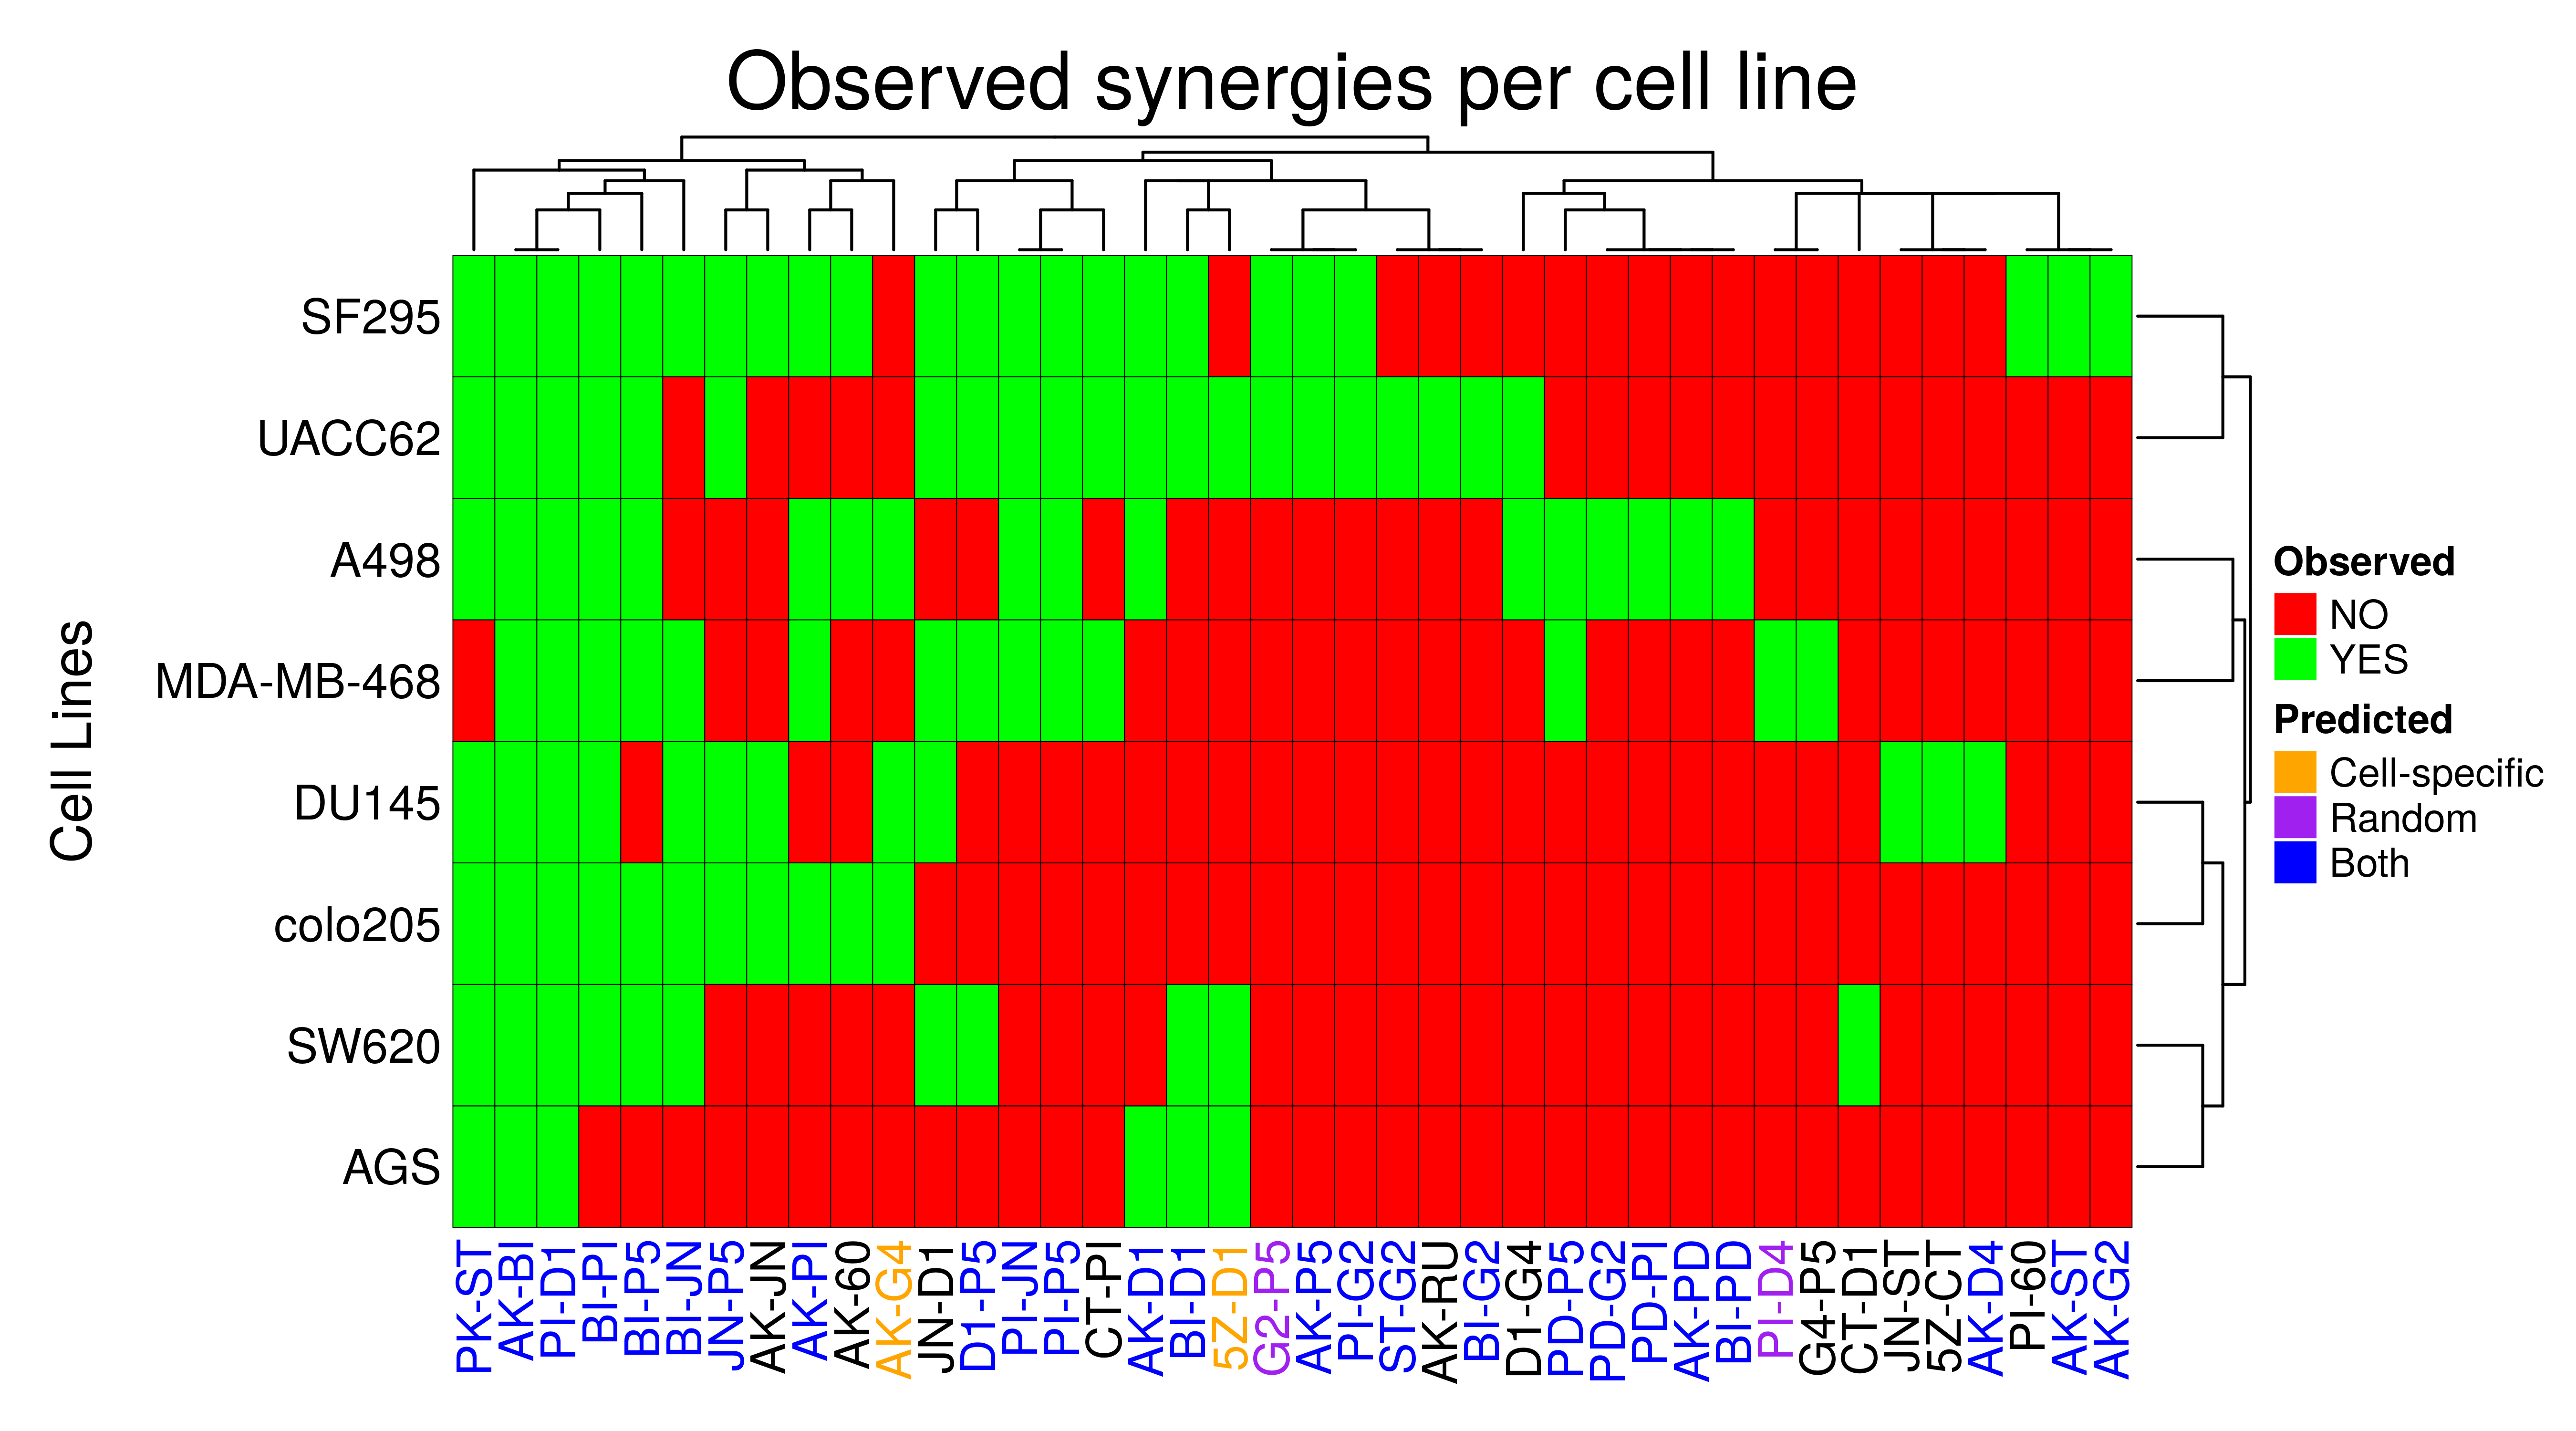 Observed synergies per cell line
Cell Lines
SF295
UACC62
A498
MDA-MB-468
DU145
colo205
SW620
AGS
PK-ST
AK-BI
PI-D1
BI-PI
BI-P5
BI-JN
JN-P5
AK-JN
AK-PI
AK-60
AK-G4
JN-D1
D1-P5
PI-JN
PI-P5
CT-PI
AK-D1
BI-D1
5Z-D1
G2-P5
AK-P5
PI-G2
ST-G2
AK-RU
BI-G2
D1-G4
PD-P5
PD-G2
PD-PI
AK-PD
BI-PD
PI-D4
G4-P5
CT-D1
JN-ST
5Z-CT
AK-D4
PI-60
AK-ST
AK-G2
Observed
NO
YES
Predicted
Cell-specific
Random
Both